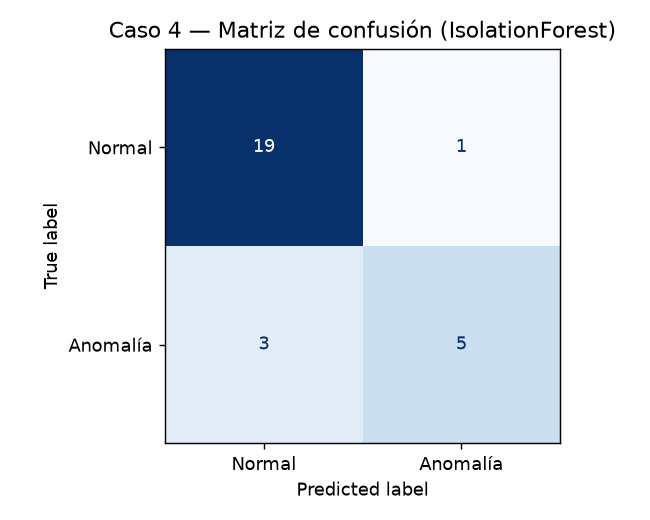 Caso 4 — Matriz de confusión (IsolationForest)
Normal
19
1
True label
Anomalía
3
5
Normal
Anomalía
Predicted label